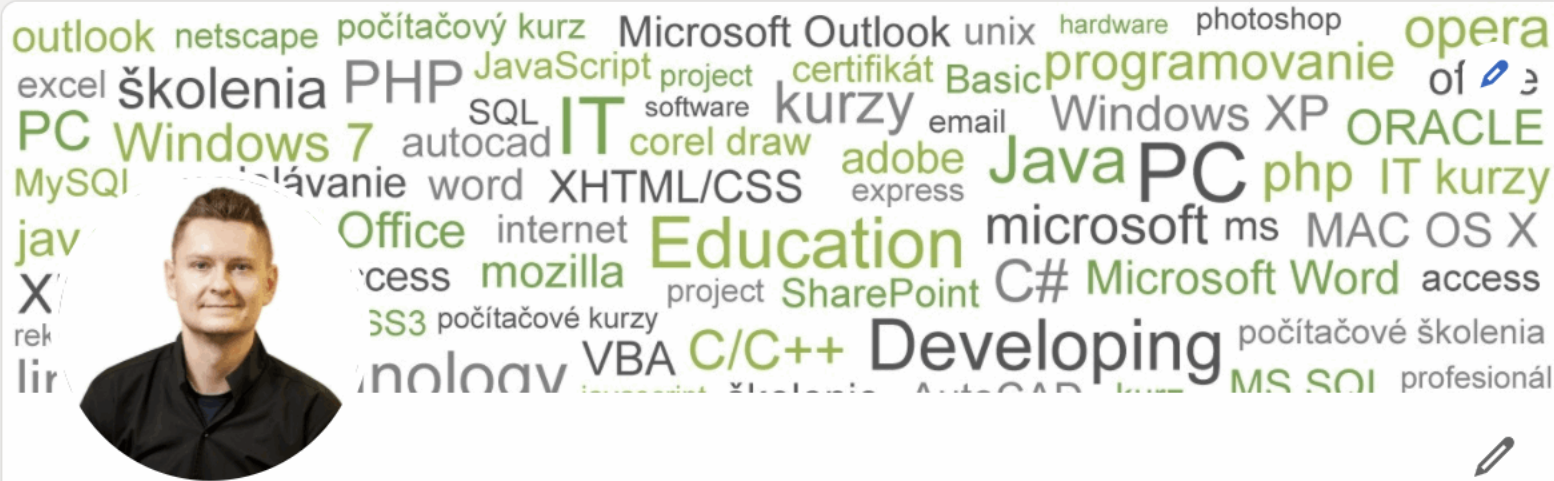 outlook netscape počítačový kurz Microsoft Outlook unix hardware photoshop opera
excel školenia PHP JavaScript project certifikát Basic programovanie
SQL IT software kurzy email Windows XP ORACLE
PC Windows 7 autocad corel draw adobe Java PC php IT kurzy
word XHTML/CSS express
Office internet Education microsoft ms MAC OS X
mozilla project SharePoint C# Microsoft Word access
počítačové kurzy VBA C/C++ Developing počítačové školenia
MS SQL profesionál